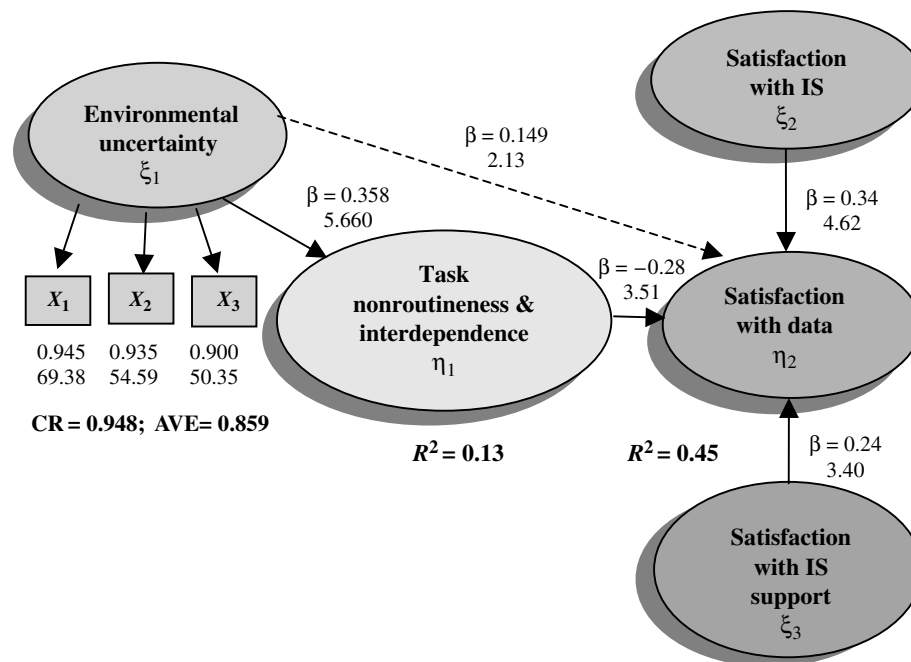 Environmental
uncertainty
ξ1
X1
X2
X3
0.945
0.935
0.900
69.38
54.59
50.35
CR = 0.948; AVE= 0.859
β = 0.358
5.660
β = 0.149
2.13
Task
nonroutineness &
interdependence
η1
R² = 0.13
β = −0.28
3.51
Satisfaction
with IS
ξ2
β = 0.34
4.62
Satisfaction
with data
η2
R² = 0.45
β = 0.24
3.40
Satisfaction
with IS
support
ξ3